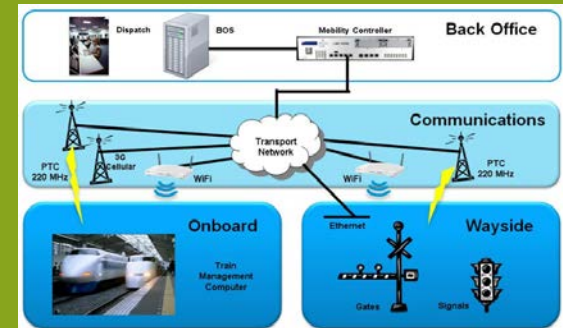 Dispatch
BOS
Mobility Controller
Back Office
Communications
Transport
Network
PTC
220 MHz
3G
Cellular
WiFi
WiFi
PTC
220 MHz
Onboard
Train
Management
Computer
Ethernet
Wayside
Gates
Signals